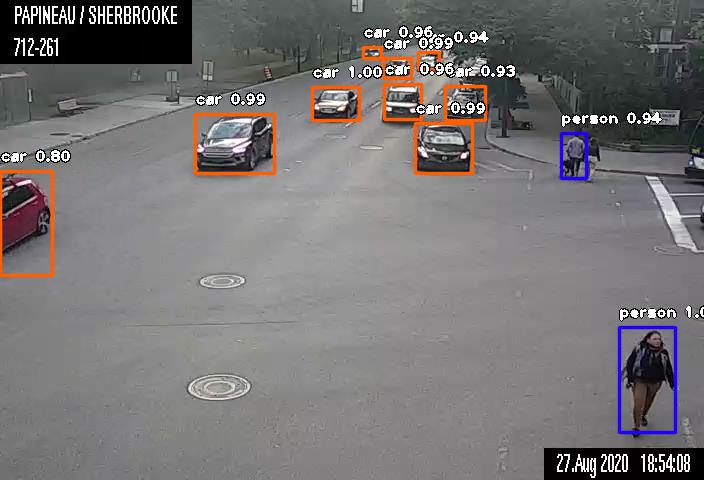 PAPINEAU / SHERBROOKE
712-261
car 0.96
car 0.99
0.94
car 1.00
car 0.96
car 0.93
car 0.99
car 0.99
person 0.94
car 0.80
person 1.0
27.Aug 2020 18:54:08